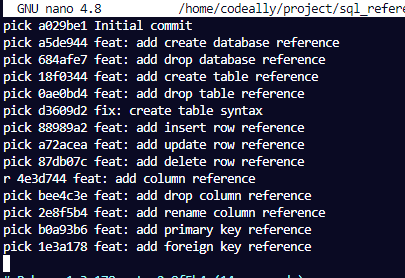 GNU nano 4.8 /home/codeally/project/sql_refere
pick a029be1 Initial commit
pick a5de944 feat: add create database reference
pick 684afe7 feat: add drop database reference
pick 18f0344 feat: add create table reference
pick 0ae0bd4 feat: add drop table reference
pick d3609d2 fix: create table syntax
pick 88989a2 feat: add insert row reference
pick a72acea feat: add update row reference
pick 87db07c feat: add delete row reference
r 4e3d744 feat: add column reference
pick bee4c3e feat: add drop column reference
pick 2e8f5b4 feat: add rename column reference
pick b0a93b6 feat: add primary key reference
pick 1e3a178 feat: add foreign key reference